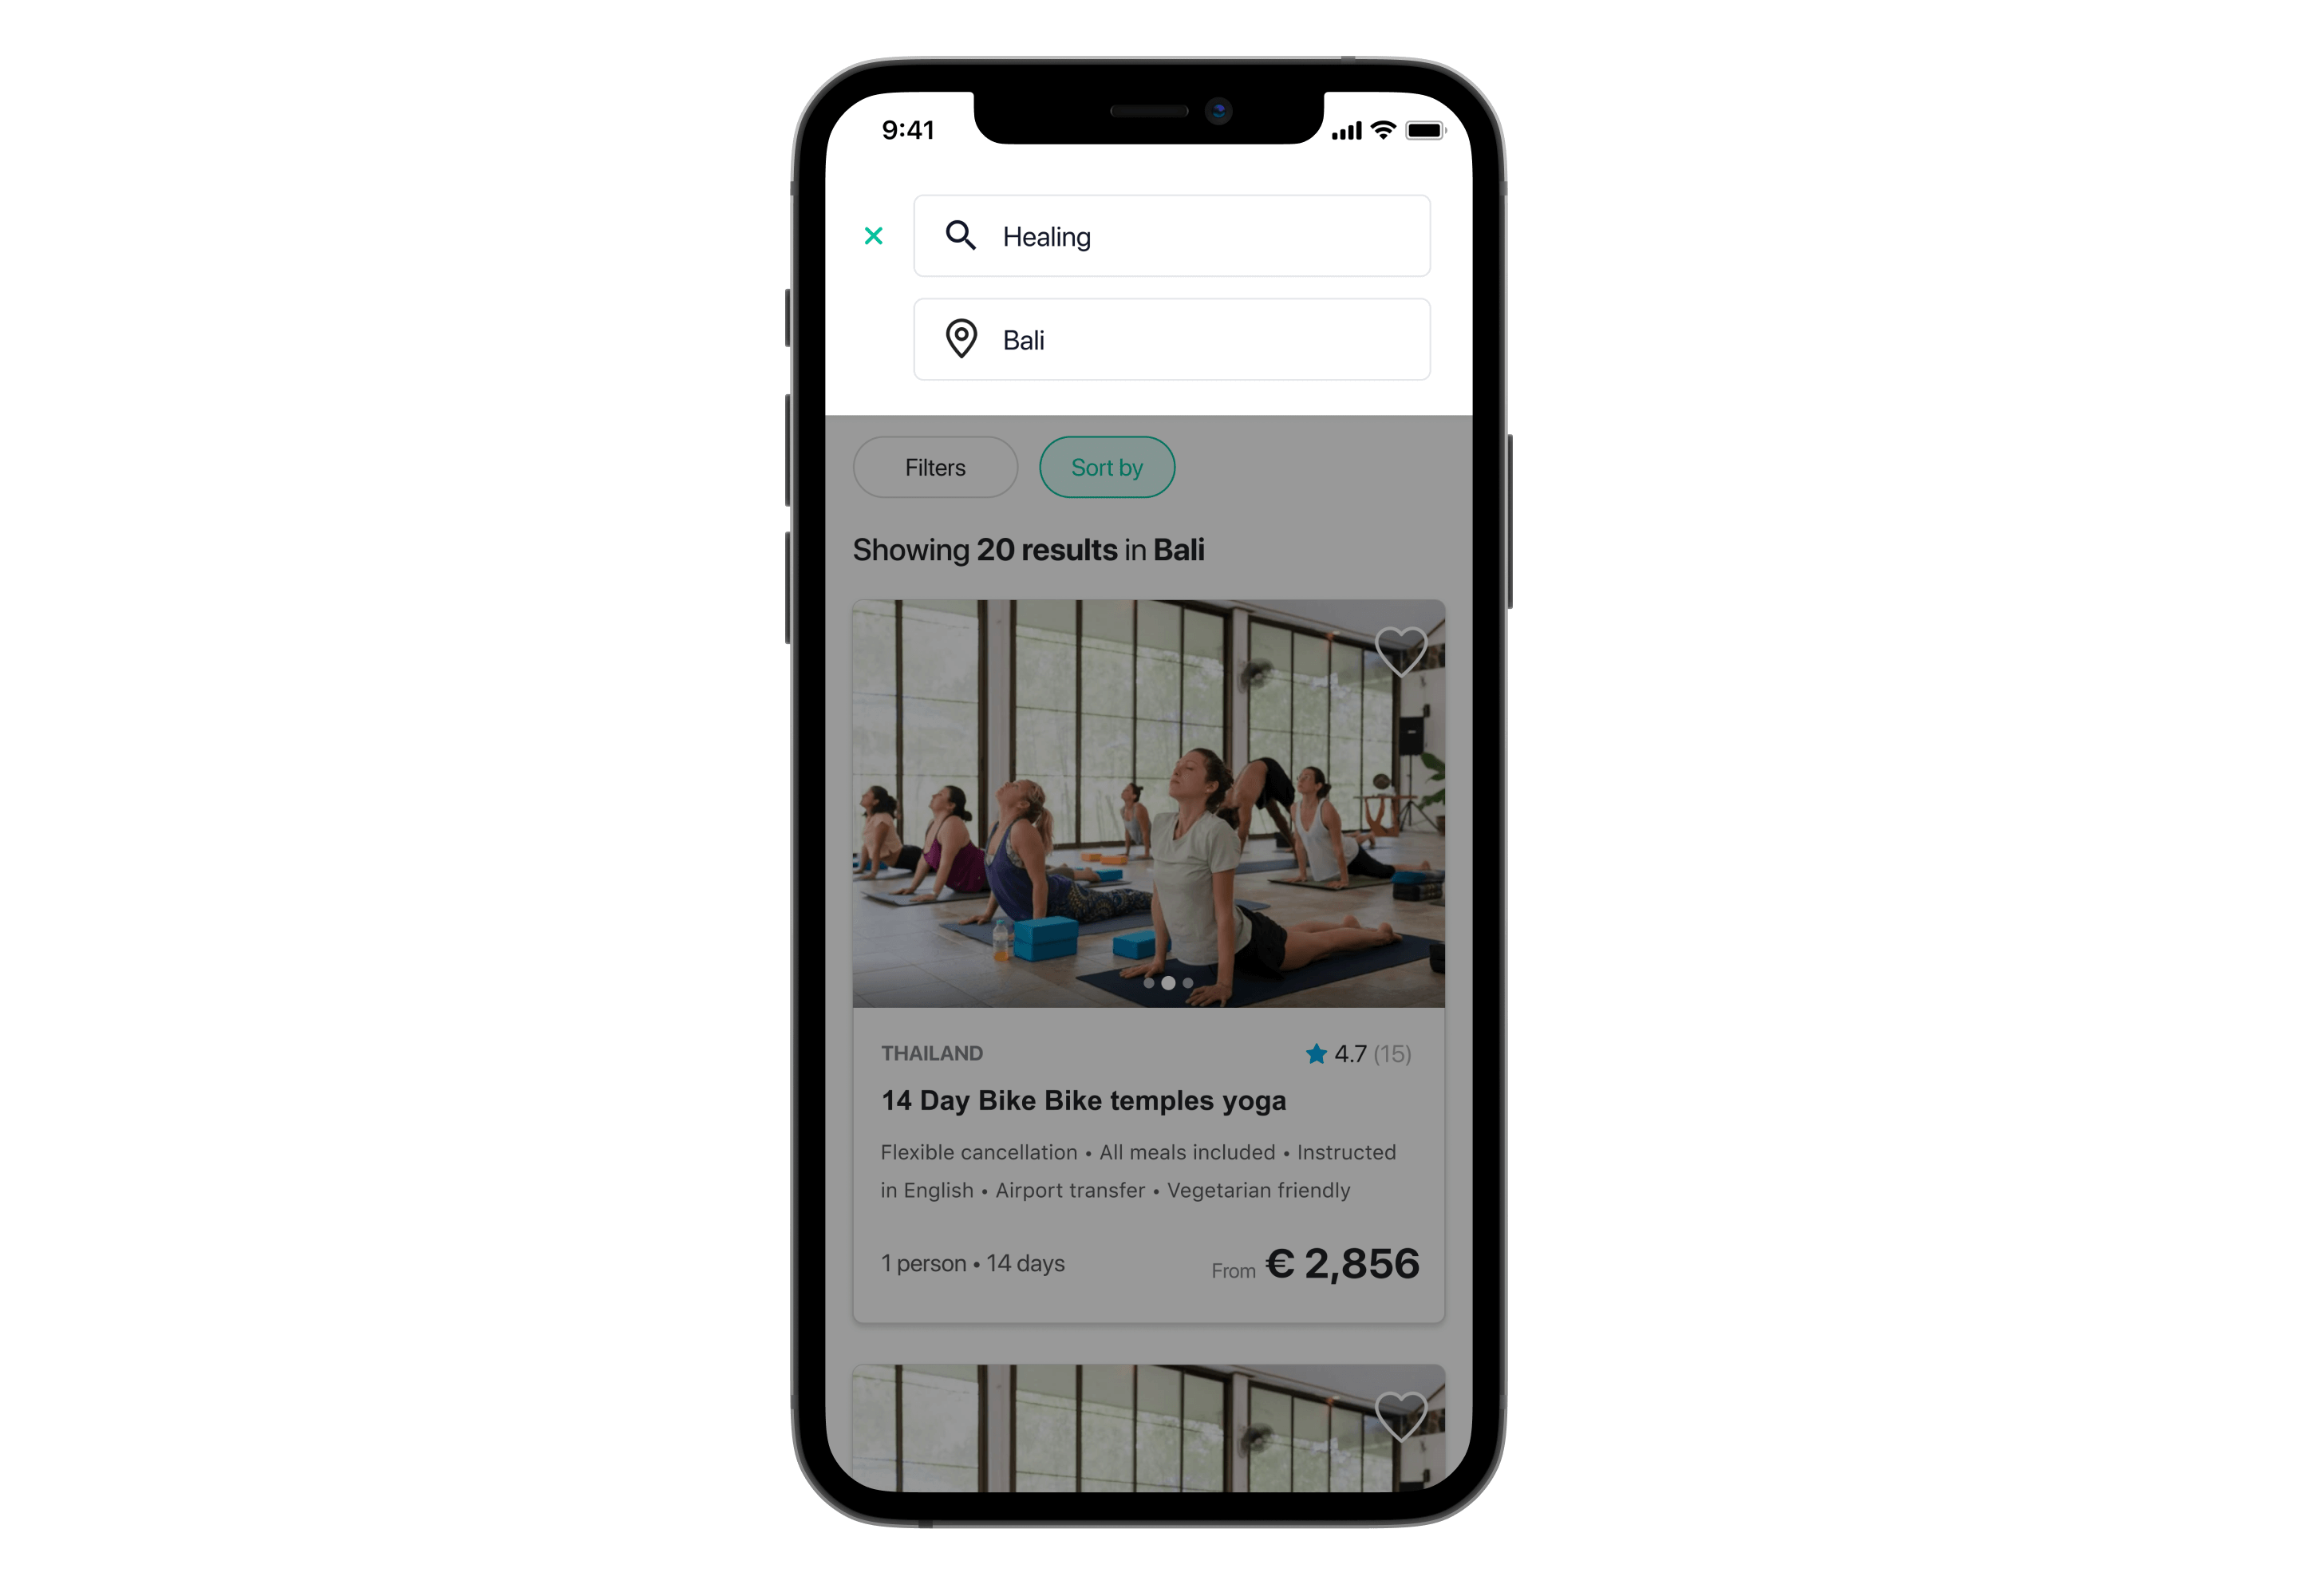 9:41
Healing
Bali
Filters
Sort by
Showing 20 results in Bali
THAILAND
4.7 (15)
14 Day Bike Bike temples yoga
Flexible cancellation • All meals included • Instructed
in English • Airport transfer • Vegetarian friendly
1 person • 14 days
From € 2,856